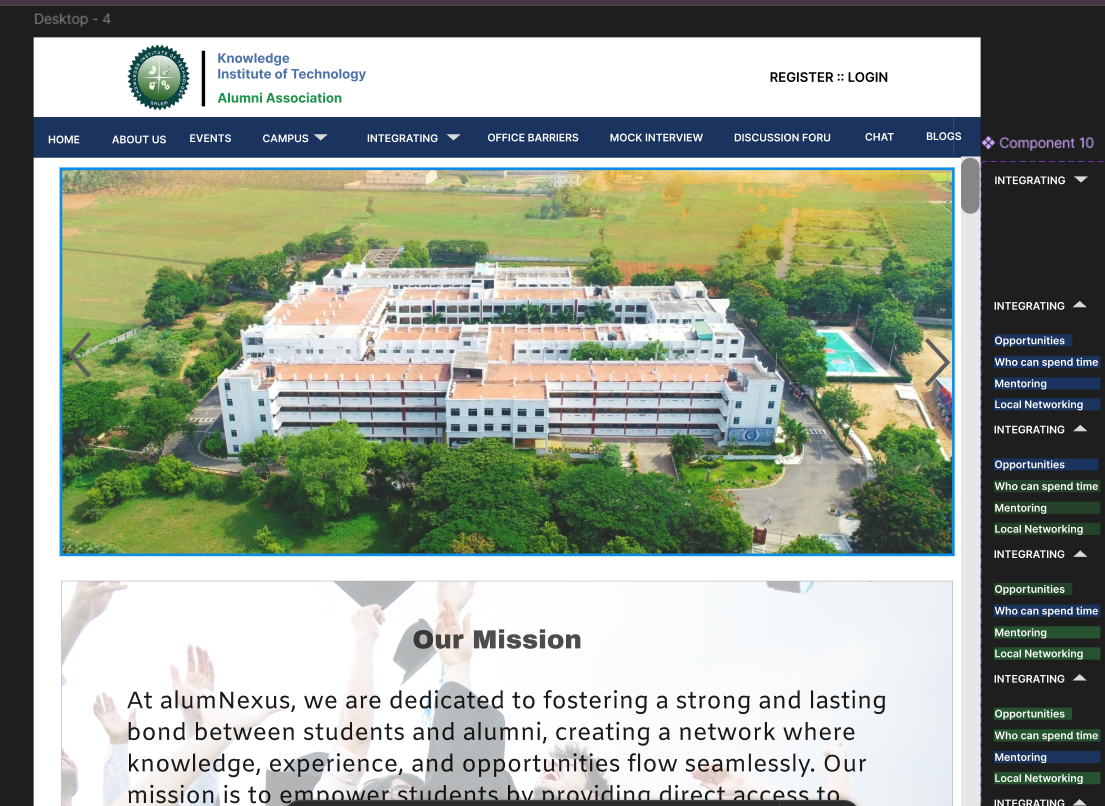 Desktop - 4
Knowledge
Institute of Technology
Alumni Association
REGISTER :: LOGIN
HOME ABOUT US EVENTS CAMPUS INTEGRATING OFFICE BARRIERS MOCK INTERVIEW DISCUSSION FORU CHAT BLOGS
Our Mission
At alumNexus, we are dedicated to fostering a strong and lasting
bond between students and alumni, creating a network where
knowledge, experience, and opportunities flow seamlessly. Our
mission is to empower students by providing direct access to
Component 10
INTEGRATING
INTEGRATING
Opportunities
Who can spend time
Mentoring
Local Networking
INTEGRATING
Opportunities
Who can spend time
Mentoring
Local Networking
INTEGRATING
Opportunities
Who can spend time
Mentoring
Local Networking
INTEGRATING
Opportunities
Who can spend time
Mentoring
Local Networking
INTEGRATING